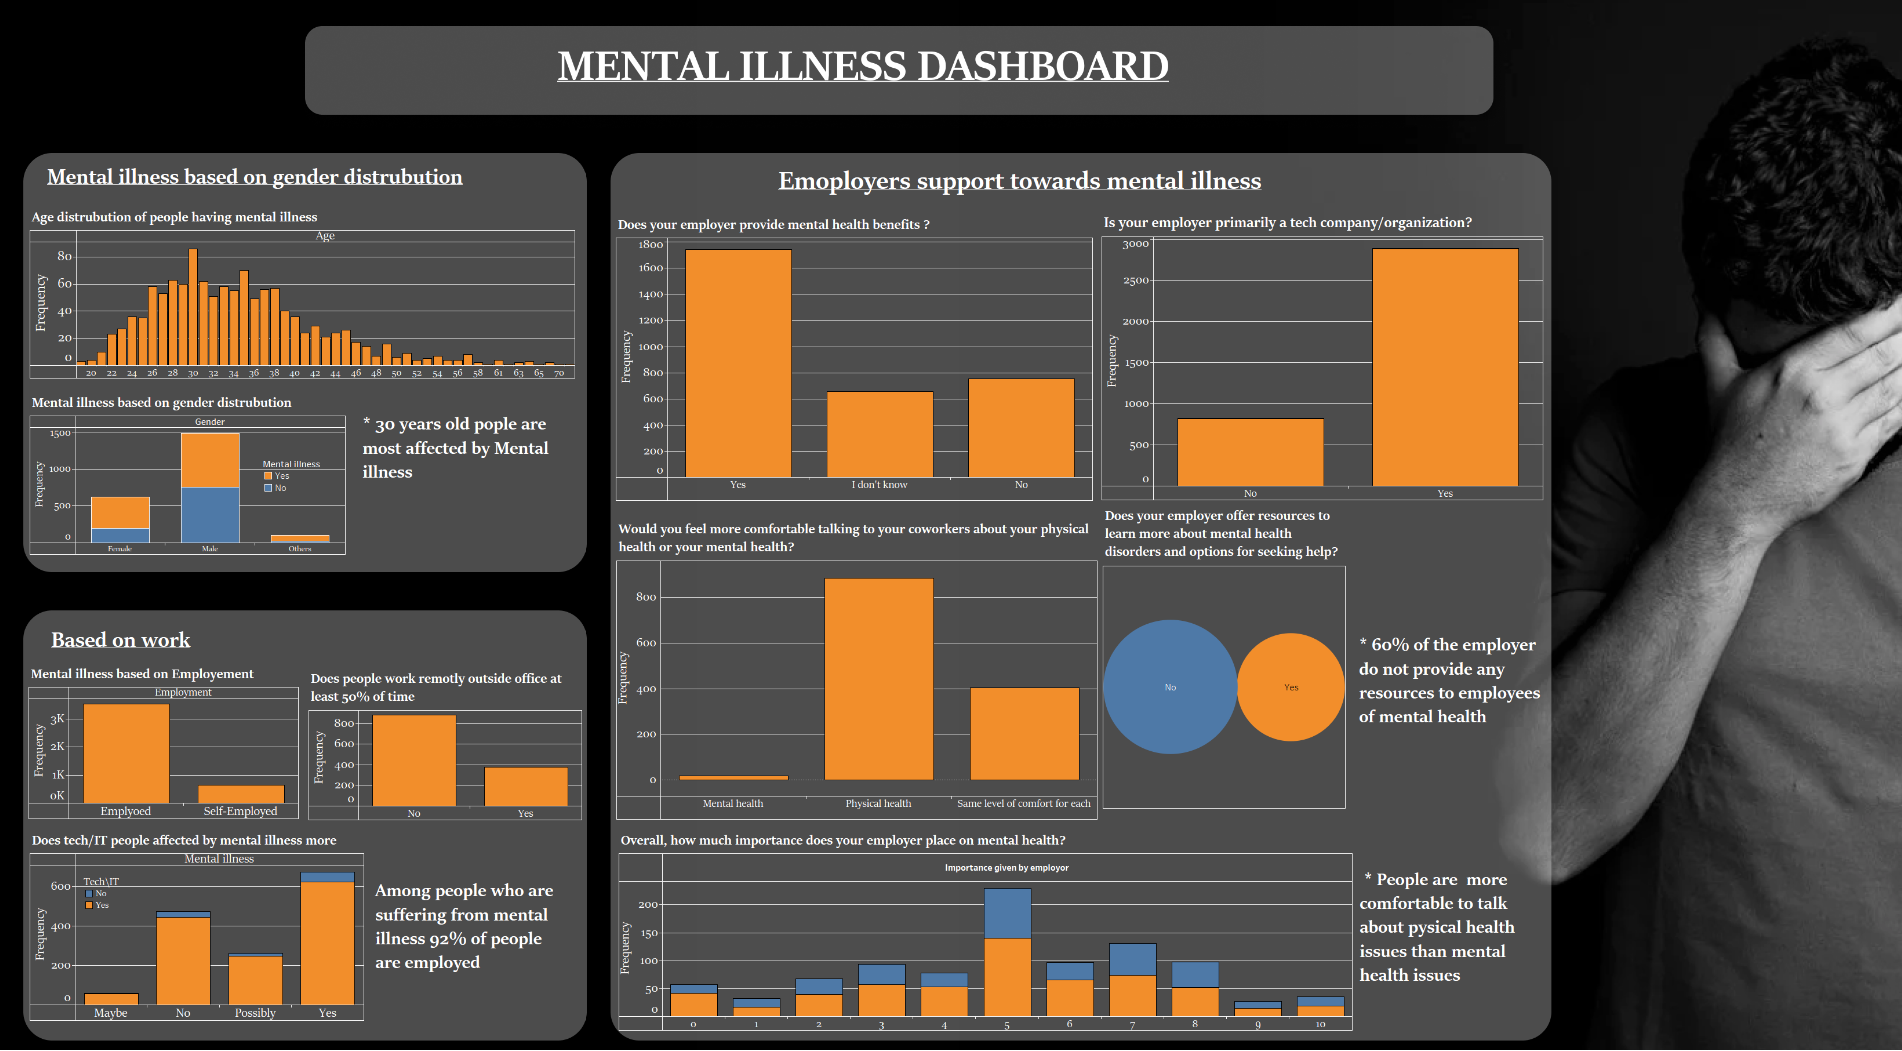 MENTAL ILLNESS DASHBOARD
Mental illness based on gender distrubution
Age distrubution of people having mental illness
Age
Frequency
80
60
40
20
0
20 22 24 26 28 30 32 34 36 38 40 42 44 46 48 50 52 54 56 58 61 63 65 70
Mental illness based on gender distrubution
Gender
Frequency
1500
1000
500
0
Mental illness
Yes
No
Female Male Others
* 30 years old pople are
most affected by Mental
illness
Based on work
Mental illness based on Employement
Employment
Frequency
3K
2K
1K
0K
Emplyoed Self-Employed
Does people work remotly outside office at
least 50% of time
Frequency
800
600
400
200
0
No Yes
Does tech/IT people affected by mental illness more
Mental illness
Tech\IT
No
Yes
Frequency
600
400
200
0
Maybe No Possibly Yes
Among people who are
suffering from mental
illness 92% of people
are employed
Emoployers support towards mental illness
Does your employer provide mental health benefits ?
Frequency
1800
1600
1400
1200
1000
800
600
400
200
0
Yes I don't know No
Is your employer primarily a tech company/organization?
Frequency
3000
2500
2000
1500
1000
500
0
No Yes
Would you feel more comfortable talking to your coworkers about your physical
health or your mental health?
Frequency
800
600
400
200
0
Mental health Physical health Same level of comfort for each
Does your employer offer resources to
learn more about mental health
disorders and options for seeking help?
No Yes
* 60% of the employer
do not provide any
resources to employees
of mental health
Overall, how much importance does your employer place on mental health?
Importance given by employor
Frequency
200
150
100
50
0
0 1 2 3 4 5 6 7 8 9 10
* People are more
comfortable to talk
about pysical health
issues than mental
health issues